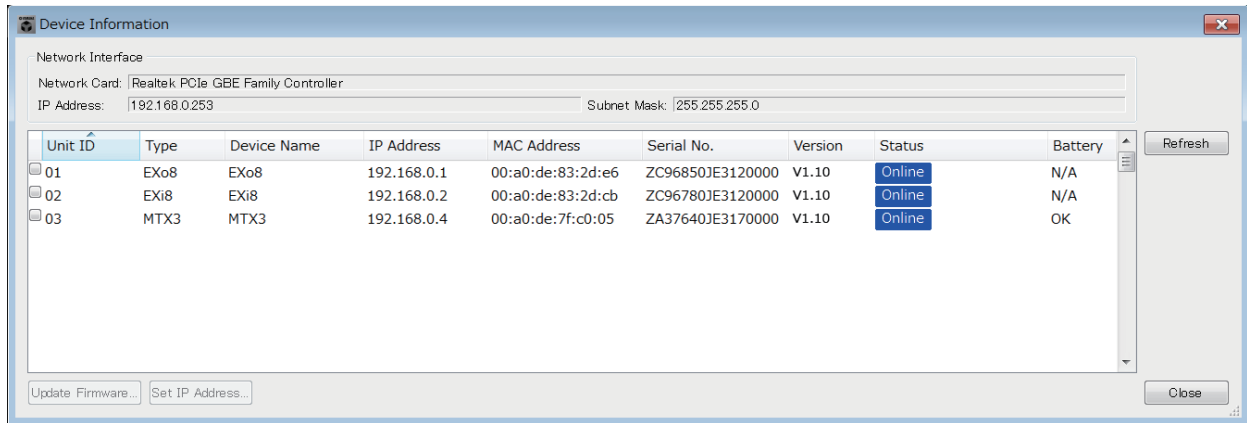 Device Information
Network Interface
Network Card: Realtek PCIe GBE Family Controller
IP Address: 192.168.0.253 Subnet Mask: 255.255.255.0
Unit ID Type Device Name IP Address MAC Address Serial No. Version Status Battery Refresh
01 EXo8 EXo8 192.168.0.1 00:a0:de:83:2d:e6 ZC96850JE3120000 V1.10 Online N/A
02 EXi8 EXi8 192.168.0.2 00:a0:de:83:2d:cb ZC96780JE3120000 V1.10 Online N/A
03 MTX3 MTX3 192.168.0.4 00:a0:de:7f:c0:05 ZA37640JE3170000 V1.10 Online OK
Update Firmware... Set IP Address... Close